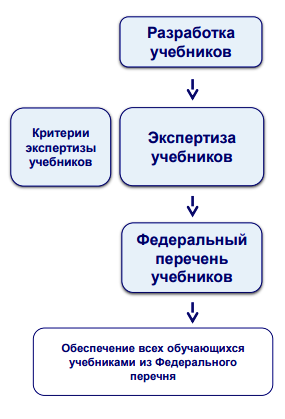 Разработка
учебников
Критерии
экспертизы
учебников
Экспертиза
учебников
Федеральный
перечень
учебников
Обеспечение всех обучающихся
учебниками из Федерального
перечня